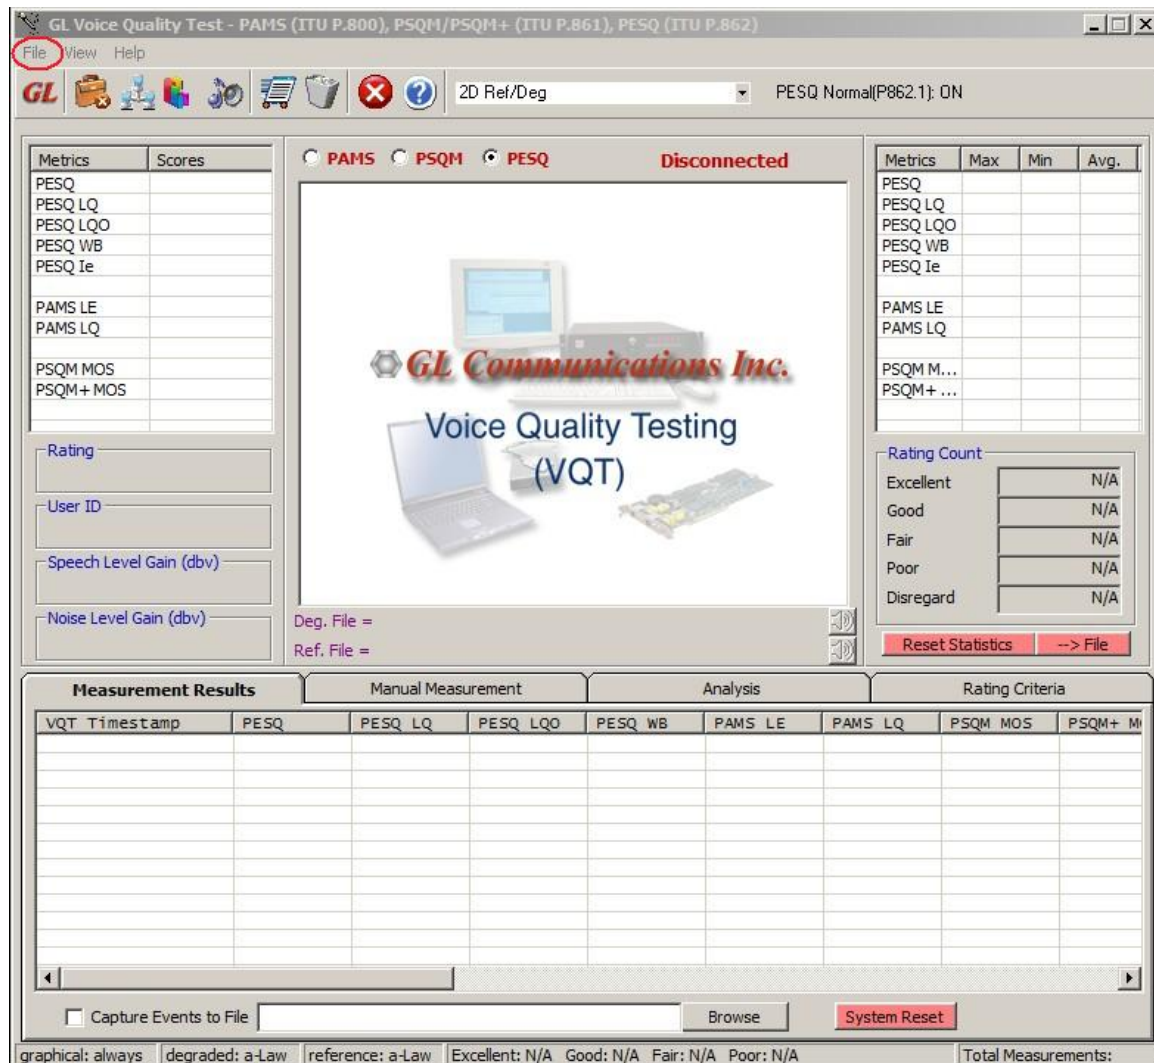 GL Voice Quality Test - PAMS (ITU P.800), PSQM/PSQM+ (ITU P.861), PESQ (ITU P.862)
File View Help
GL 2D Ref/Deg PESQ Normal(P862.1): ON
Metrics Scores
PESQ
PESQ LQ
PESQ LQO
PESQ WB
PESQ Ie
PAMS LE
PAMS LQ
PSQM MOS
PSQM+ MOS
Rating
User ID
Speech Level Gain (dbv)
Noise Level Gain (dbv)
PAMS PSQM PESQ Disconnected
GL Communications Inc.
Voice Quality Testing
(VQT)
Deg. File =
Ref. File =
Metrics Max Min Avg.
PESQ
PESQ LQ
PESQ LQO
PESQ WB
PESQ Ie
PAMS LE
PAMS LQ
PSQM M...
PSQM+ ...
Rating Count
Excellent N/A
Good N/A
Fair N/A
Poor N/A
Disregard N/A
Reset Statistics --> File
Measurement Results Manual Measurement Analysis Rating Criteria
VQT Timestamp PESQ PESQ LQ PESQ LQO PESQ WB PAMS LE PAMS LQ PSQM MOS PSQM+ M
Capture Events to File Browse System Reset
graphical: always degraded: a-Law reference: a-Law Excellent: N/A Good: N/A Fair: N/A Poor: N/A Total Measurements: